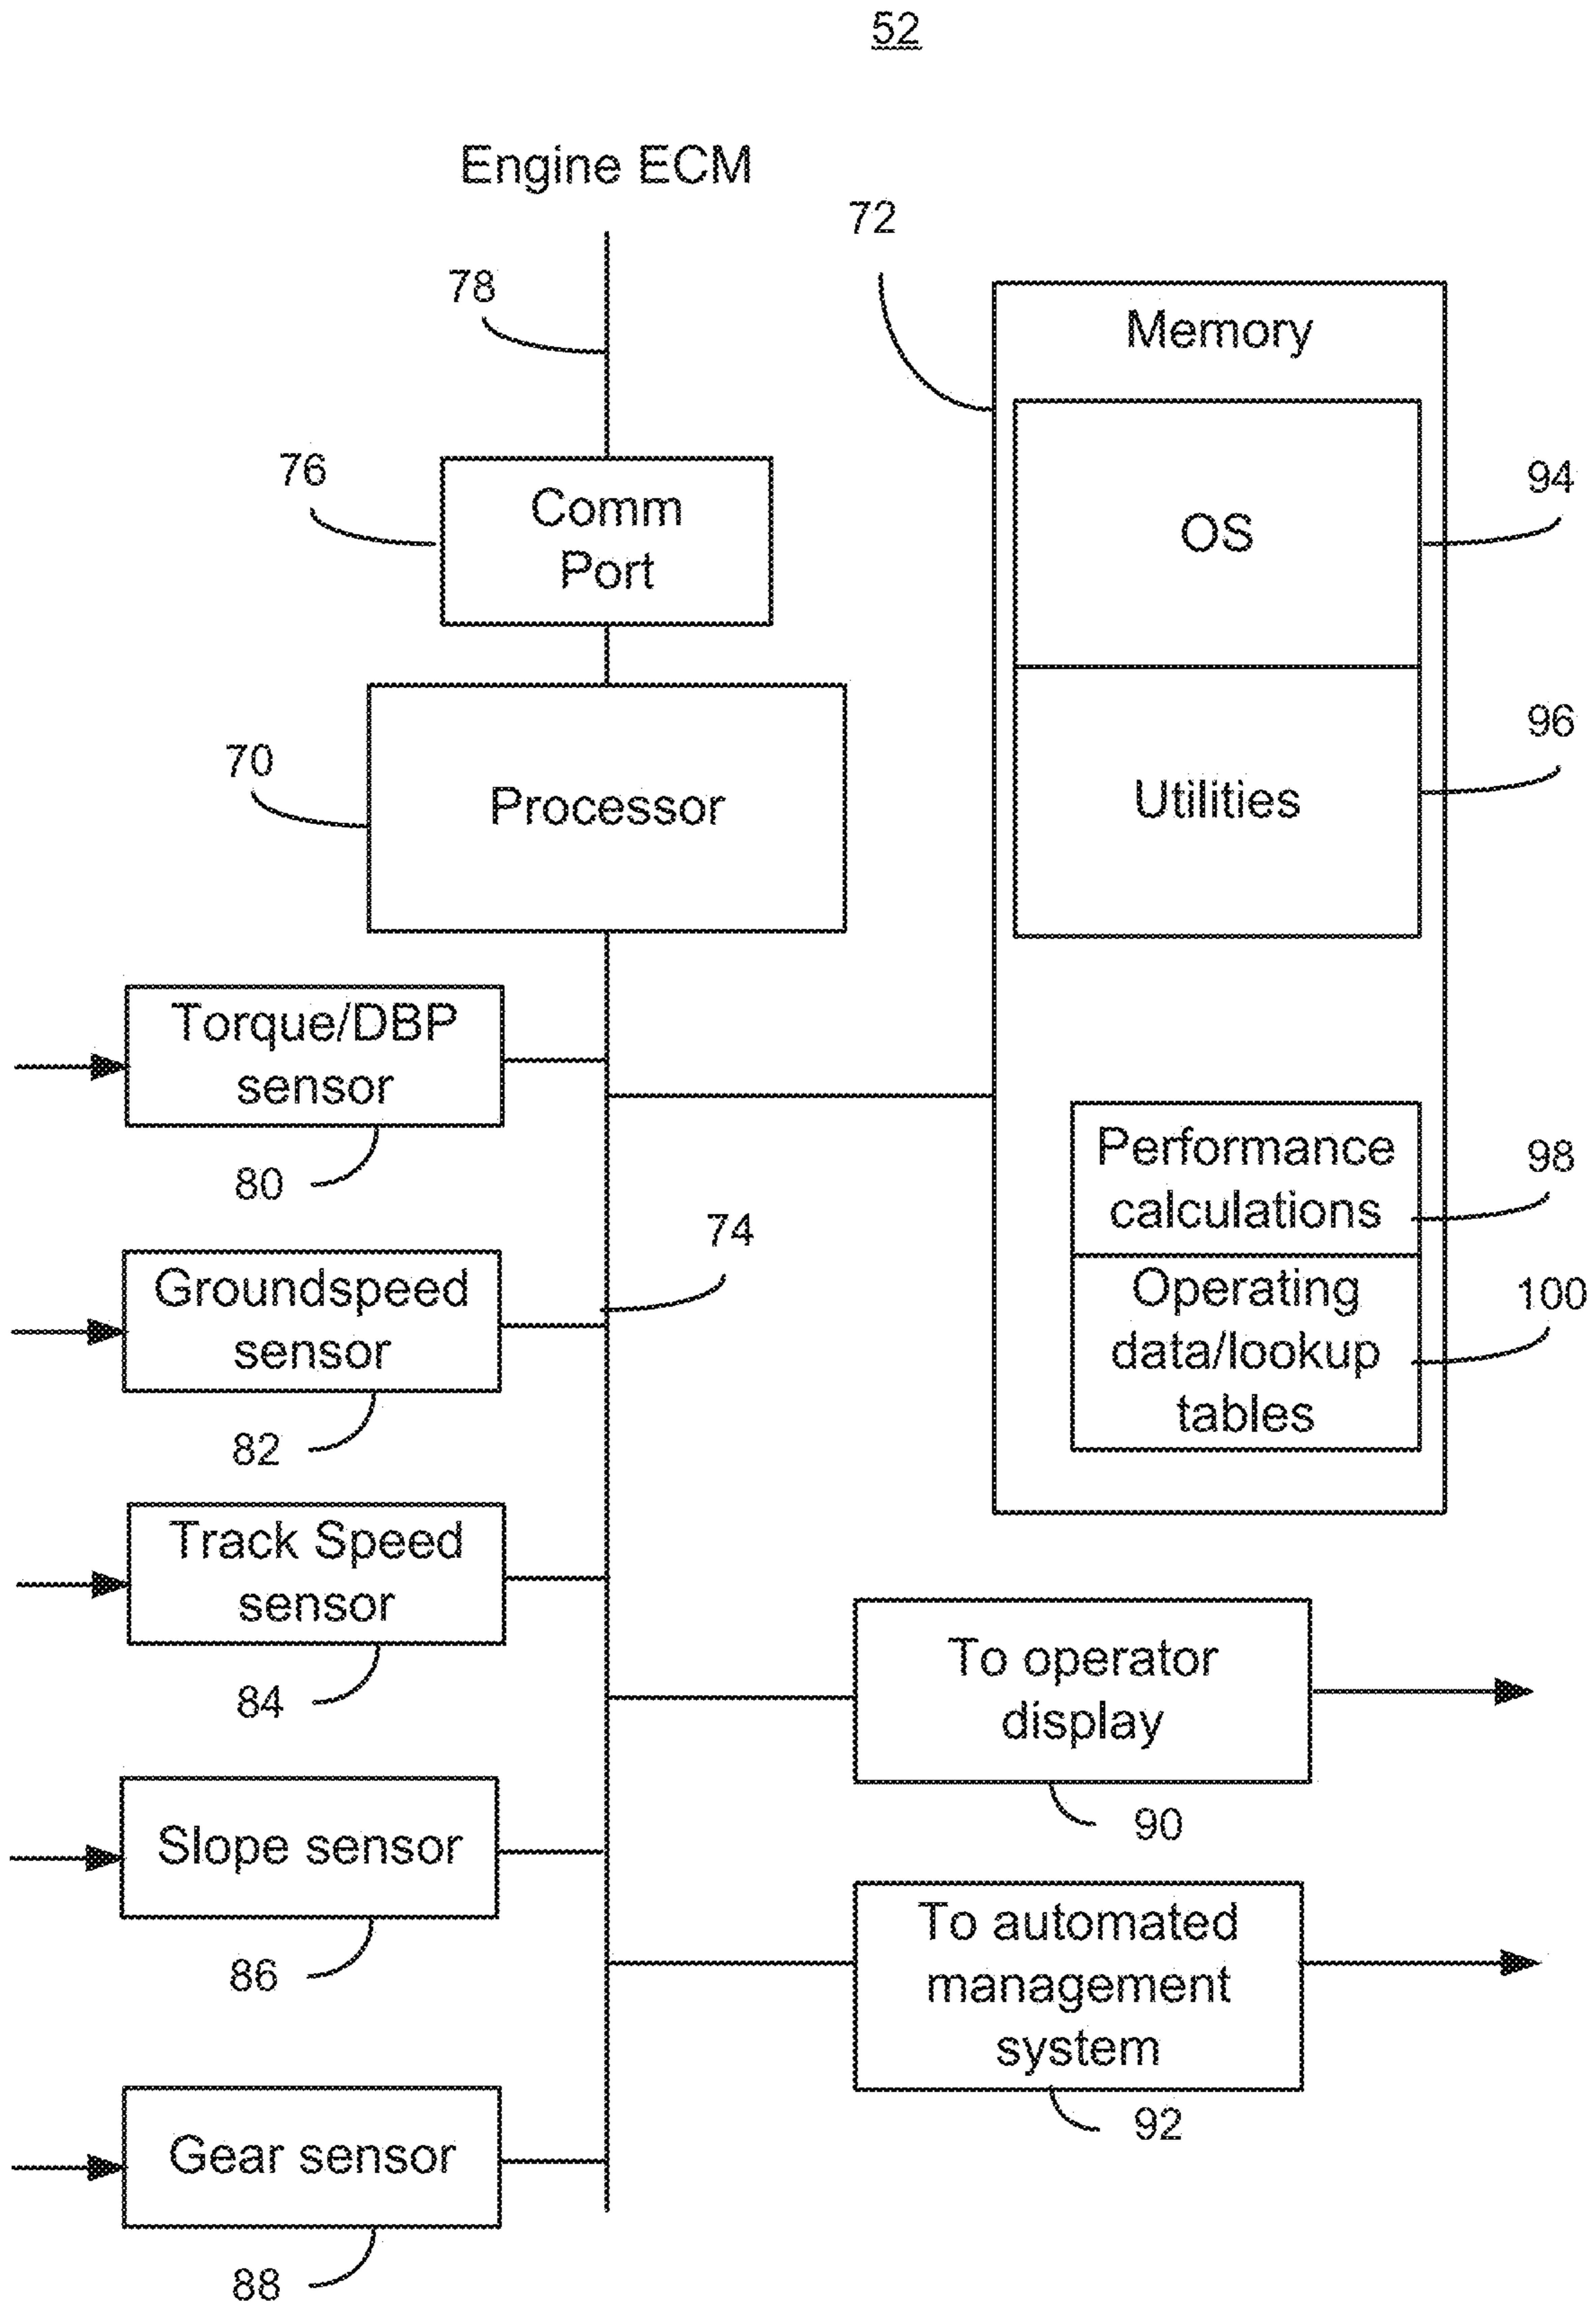 52
Engine ECM
78
72
Memory
76
Comm
Port
OS
94
70
Processor
Utilities
96
Torque/DBP
sensor
80
74
Performance
calculations
98
Groundspeed
sensor
82
Operating
data/lookup
tables
100
Track Speed
sensor
84
To operator
display
90
Slope sensor
86
To automated
management
system
92
Gear sensor
88